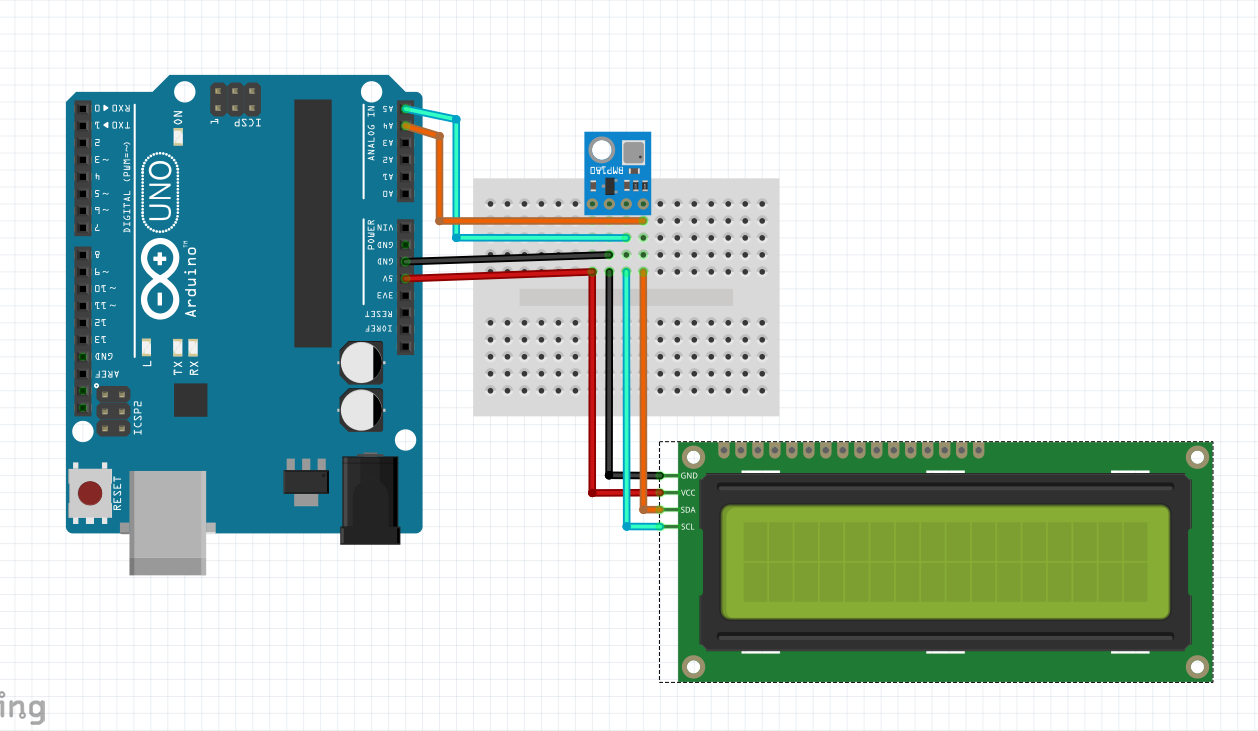 RX0◄0
TX0►1
2
~3
4
~5
~6
7
8
~9
~10
~11
12
13
GND
AREF
DIGITAL (PWM=~)
1
ICSP2
ON
UNO
Arduino™
L
TX
RX
ICSP
RESET
ANALOG IN
A5
A4
A3
A2
A1
A0
POWER
VIN
GND
GND
5V
3V3
RESET
IOREF
BMP180
GND
VCC
SDA
SCL
ing